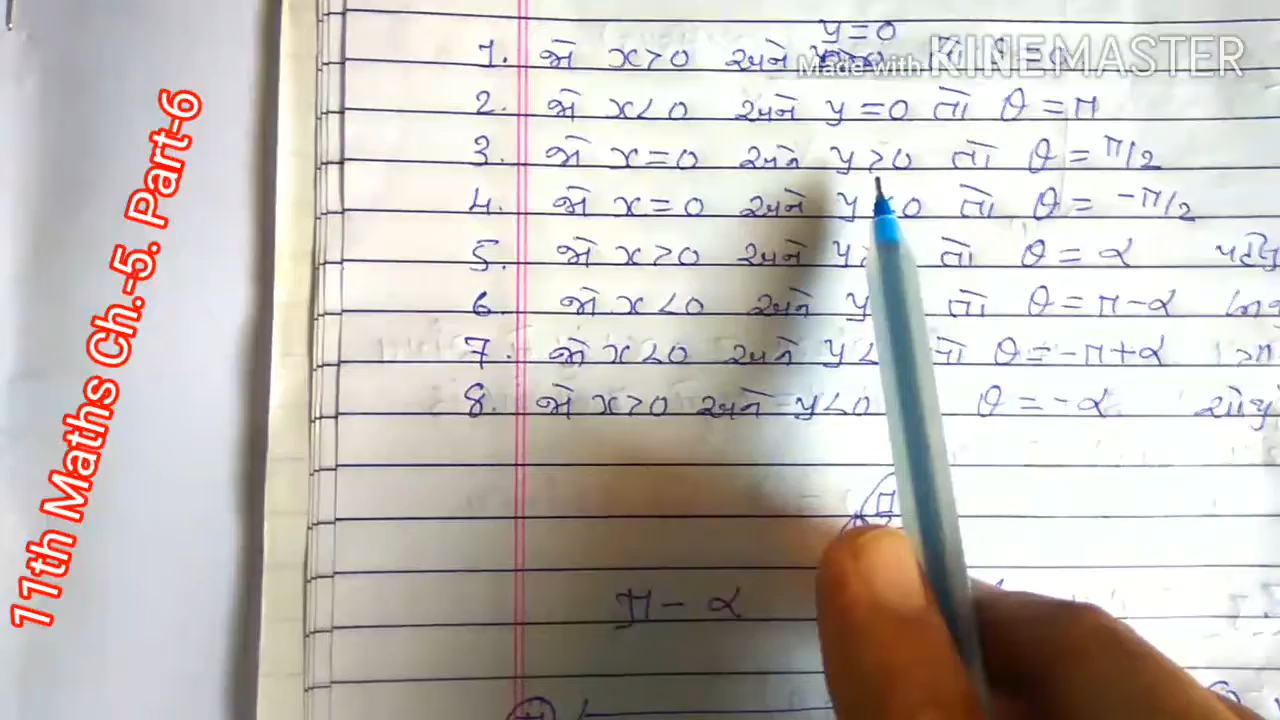 11th Maths Ch.-5. Part-6
Made with KINEMASTER
y=0
1. જો x>0 અને તો θ=0
2. જો x<0 અને y=0 તો θ=π
3. જો x=0 અને y>0 તો θ=π/2
4. જો x=0 અને y<0 તો θ=-π/2
5. જો x>0 અને y> તો θ=α
6. જો x<0 અને y તો θ=π-α
7. જો x<0 અને y< તો θ=-π+α
8. જો x>0 અને y<0 θ=-α
π-α